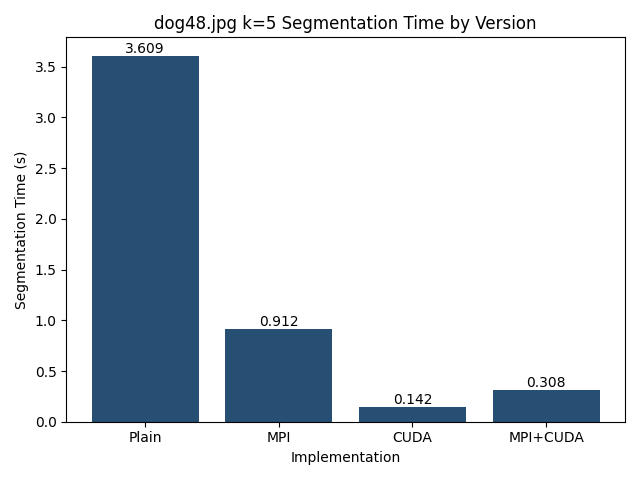 dog48.jpg k=5 Segmentation Time by Version
Segmentation Time (s)
3.5
3.0
2.5
2.0
1.5
1.0
0.5
0.0
3.609
0.912
0.142
0.308
Plain
MPI
CUDA
MPI+CUDA
Implementation